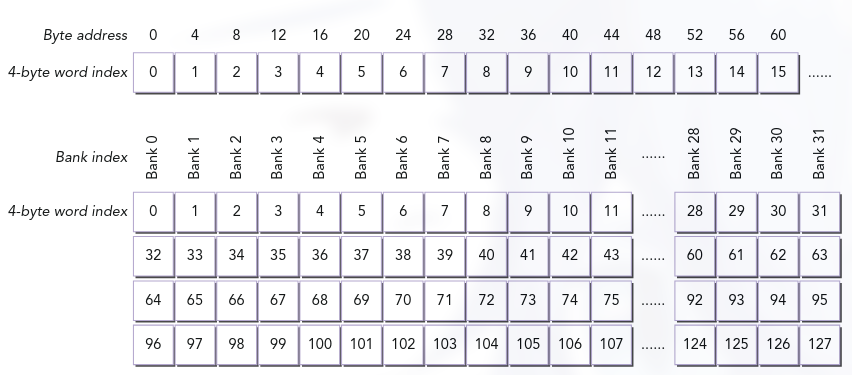 Byte address 0 4 8 12 16 20 24 28 32 36 40 44 48 52 56 60
4-byte word index 0 1 2 3 4 5 6 7 8 9 10 11 12 13 14 15 ......
Bank index Bank 0 Bank 1 Bank 2 Bank 3 Bank 4 Bank 5 Bank 6 Bank 7 Bank 8 Bank 9 Bank 10 Bank 11 ...... Bank 28 Bank 29 Bank 30 Bank 31
4-byte word index 0 1 2 3 4 5 6 7 8 9 10 11 ...... 28 29 30 31
32 33 34 35 36 37 38 39 40 41 42 43 ...... 60 61 62 63
64 65 66 67 68 69 70 71 72 73 74 75 ...... 92 93 94 95
96 97 98 99 100 101 102 103 104 105 106 107 ...... 124 125 126 127